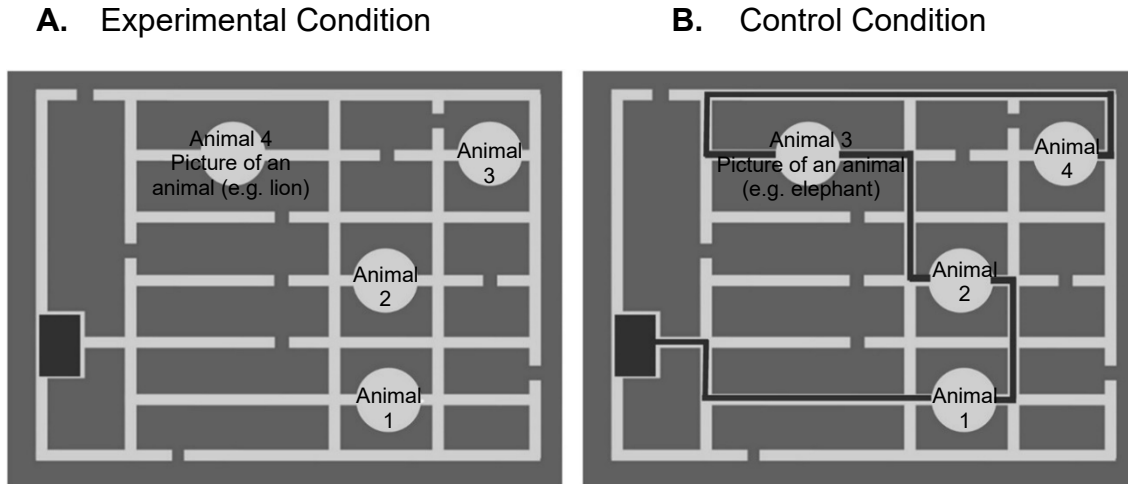 A. Experimental Condition
Animal 4
Picture of an
animal (e.g. lion)
Animal
3
Animal
2
Animal
1
B. Control Condition
Animal 3
Picture of an animal
(e.g. elephant)
Animal
4
Animal
2
Animal
1